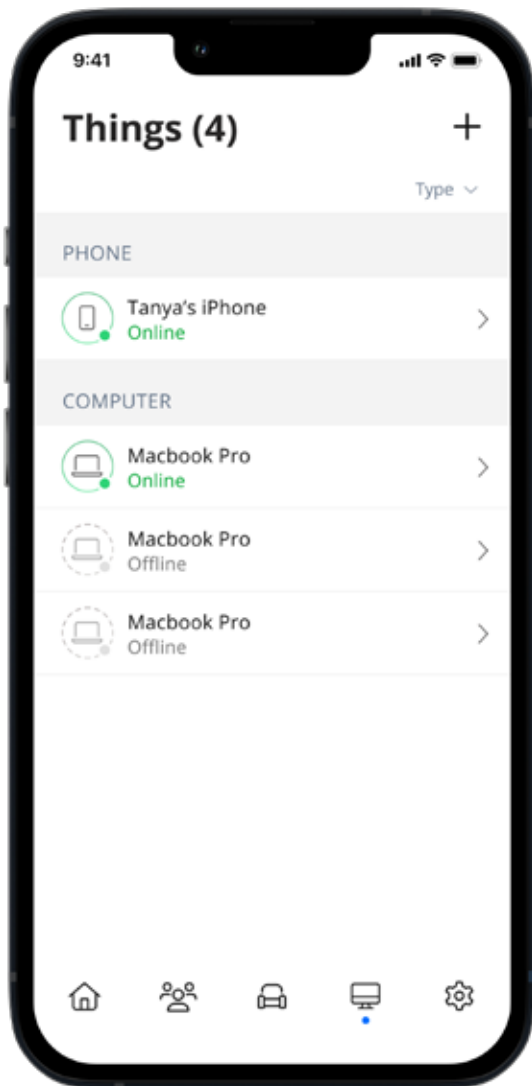 9:41
Things (4)
Type
PHONE
Tanya's iPhone
Online
COMPUTER
Macbook Pro
Online
Macbook Pro
Offline
Macbook Pro
Offline